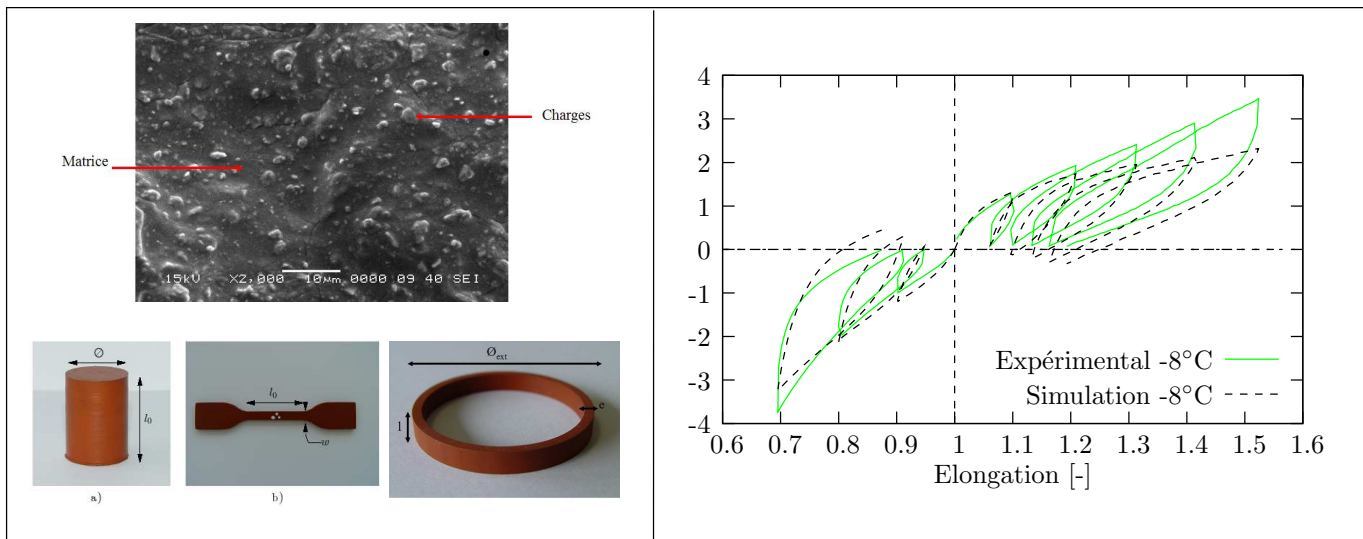 Charges
Matrice
15kV X2,000 10μm 0000 09 40 SEI
∅
l₀
a)
l₀
w
b)
Øext
l
e
4
3
2
1
0
-1
-2
-3
-4
Expérimental -8°C
Simulation -8°C
0.6 0.7 0.8 0.9 1 1.1 1.2 1.3 1.4 1.5 1.6
Elongation [-]